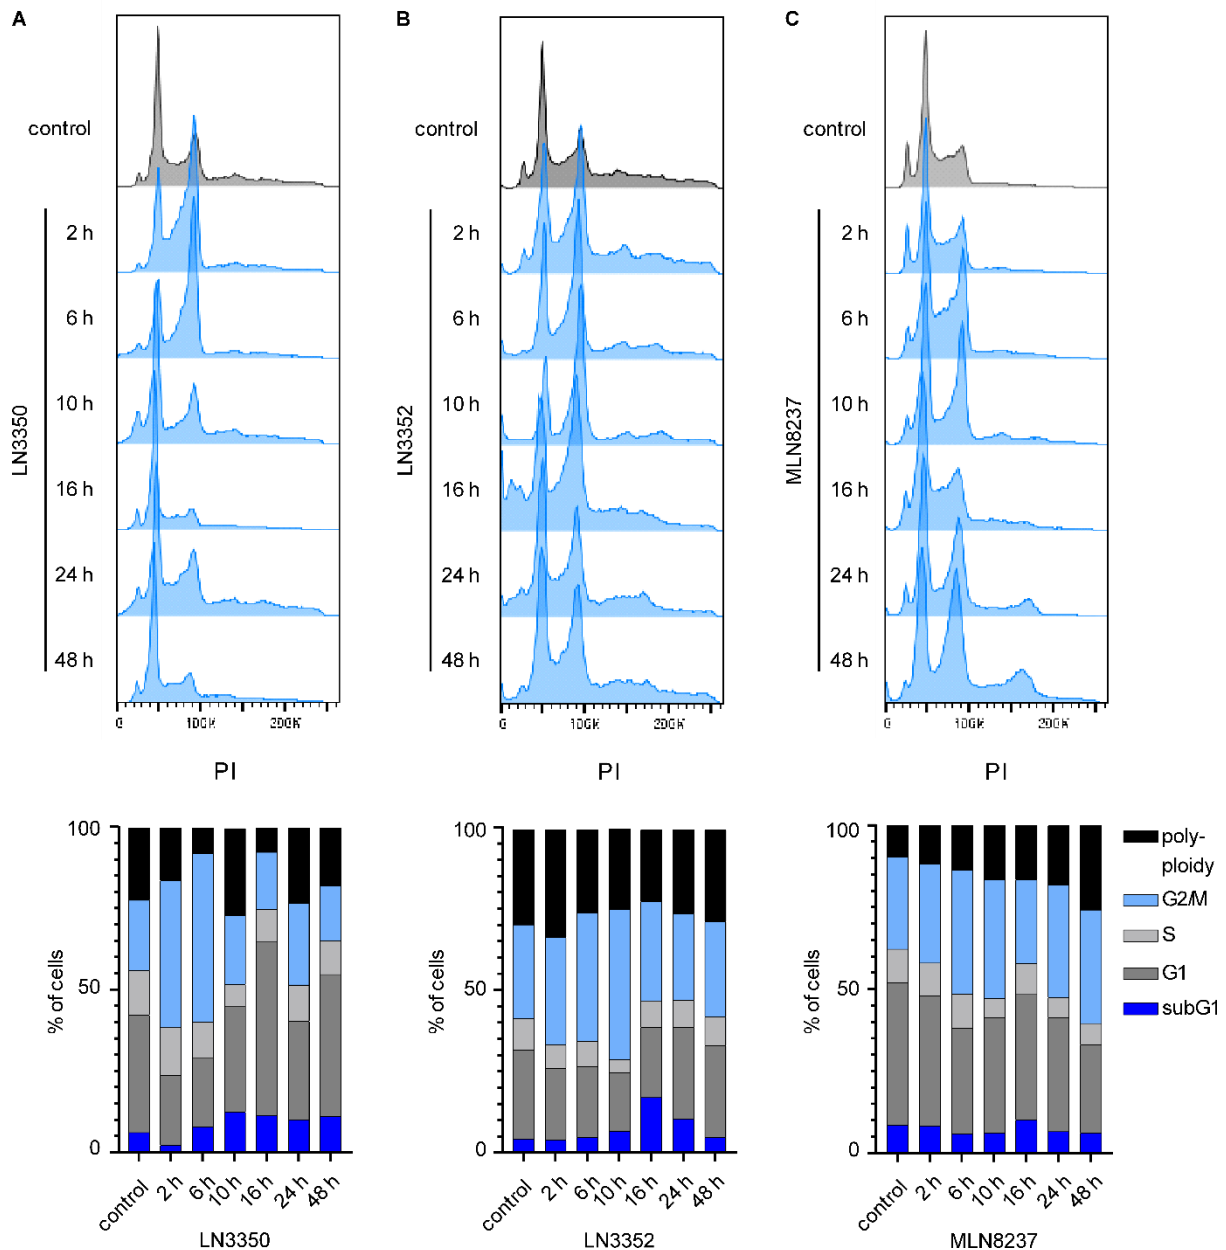 A
B
C
control
2 h
6 h
10 h
16 h
24 h
48 h
LN3350
0
100K
200K
PI
control
2 h
6 h
10 h
16 h
24 h
48 h
LN3352
0
100K
200K
PI
control
2 h
6 h
10 h
16 h
24 h
48 h
MLN8237
0
100K
200K
PI
100
50
0
% of cells
control
2 h
6 h
10 h
16 h
24 h
48 h
LN3350
100
50
0
% of cells
control
2 h
6 h
10 h
16 h
24 h
48 h
LN3352
100
50
0
% of cells
control
2 h
6 h
10 h
16 h
24 h
48 h
MLN8237
poly-
ploidy
G2/M
S
G1
subG1